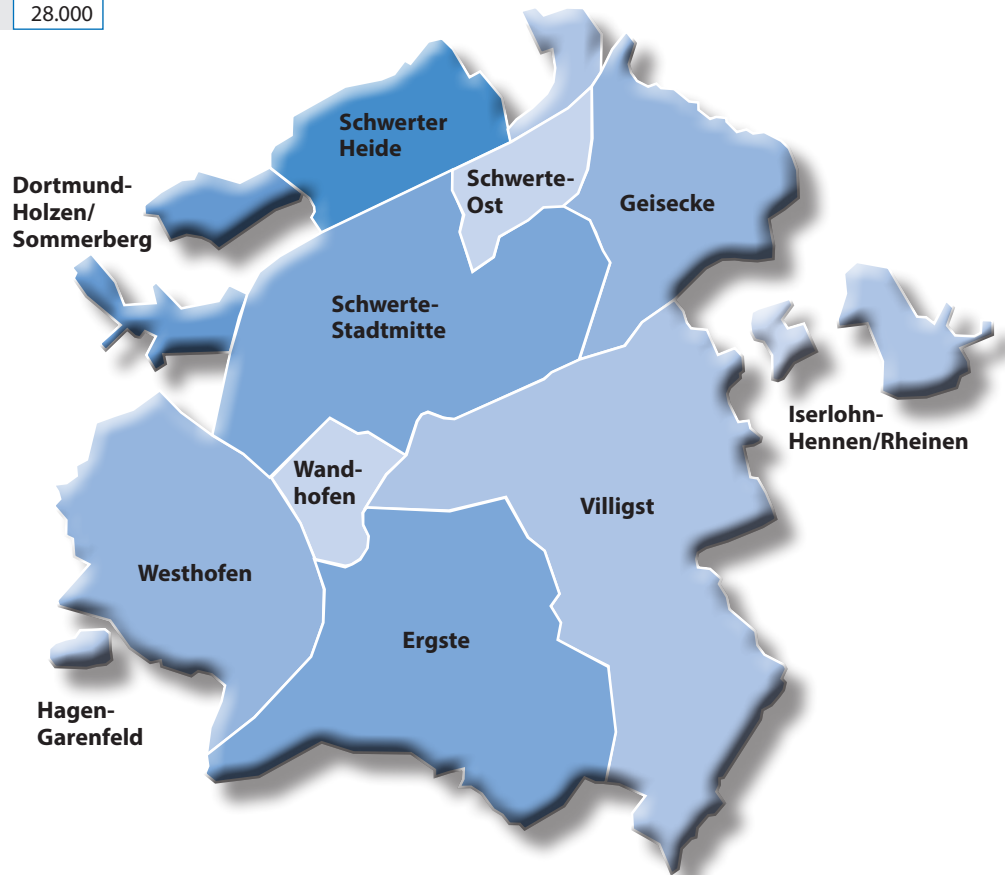 28.000
Schwerter
Heide
Schwerte-
Ost
Dortmund-
Holzen/
Sommerberg
Geisecke
Schwerte-
Stadtmitte
Iserlohn-
Hennen/Rheinen
Wand-
hofen
Villigst
Westhofen
Ergste
Hagen-
Garenfeld